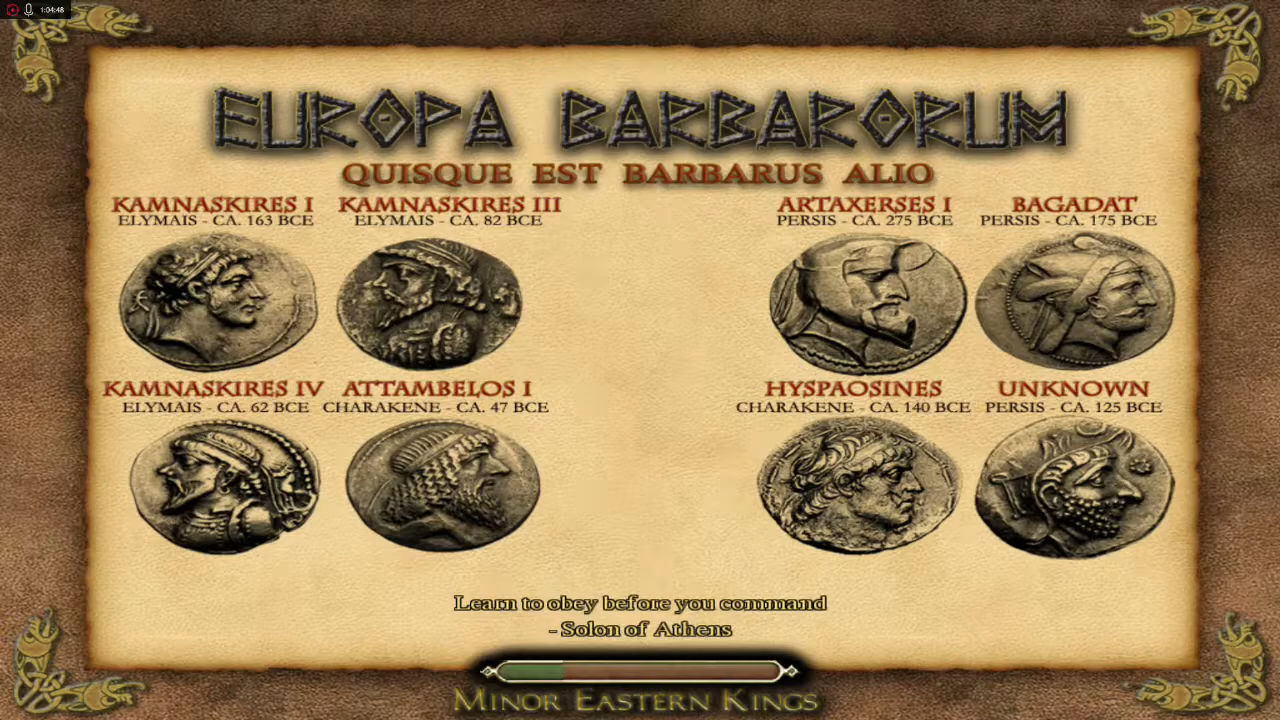 1:04:48
EUROPA BARBARORUM
QUISQUE EST BARBARUS ALIO
KAMNASKIRES I
ELYMAIS - CA. 163 BCE
KAMNASKIRES III
ELYMAIS - CA. 82 BCE
ARTAXERSES I
PERSIS - CA. 275 BCE
BAGADAT
PERSIS - CA. 175 BCE
KAMNASKIRES IV
ELYMAIS - CA. 62 BCE
ATTAMBELOS I
CHARAKENE - CA. 47 BCE
HYSPAOSINES
CHARAKENE - CA. 140 BCE
UNKNOWN
PERSIS - CA. 125 BCE
Learn to obey before you command
- Solon of Athens
MINOR EASTERN KINGS